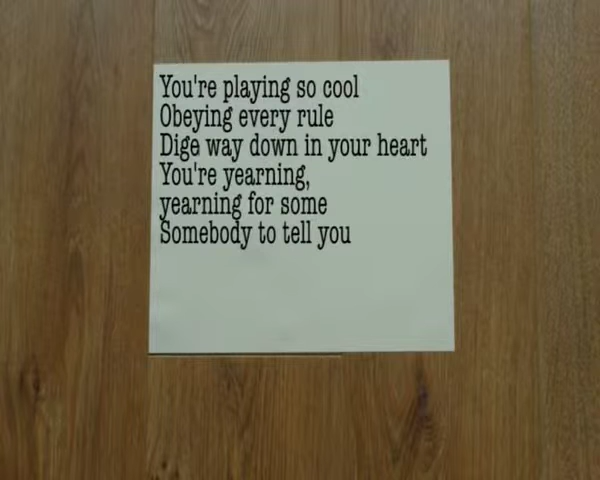 You're playing so cool
Obeying every rule
Dige way down in your heart
You're yearning,
yearning for some
Somebody to tell you